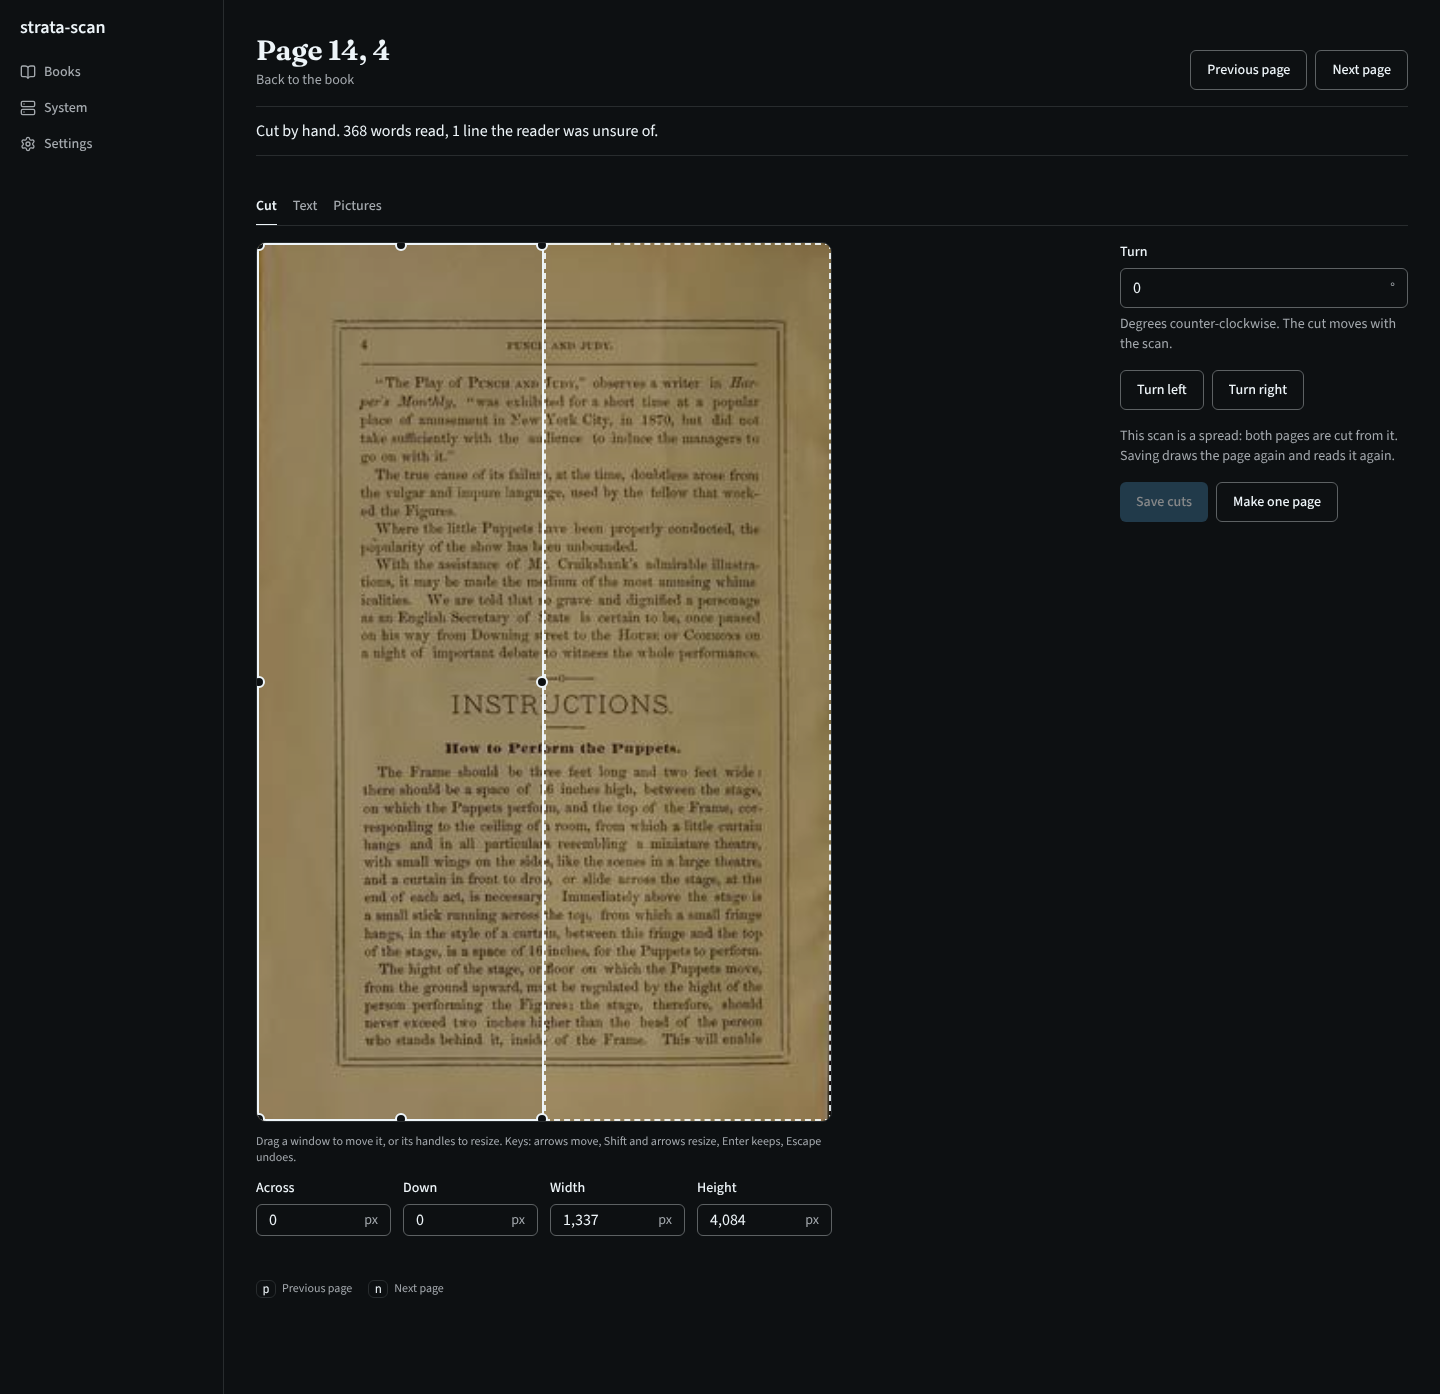 strata-scan
Books
System
Settings
Page 14, 4
Back to the book
Previous page
Next page
Cut by hand. 368 words read, 1 line the reader was unsure of.
Cut
Text
Pictures
4
PUNCH AND JUDY.
"The Play of PUNCH AND JUDY," observes a writer in Har-
per's Monthly, "was exhibited for a short time at a popular
place of amusement in New York City, in 1870, but did not
take sufficiently with the audience to induce the managers to
go on with it."
The true cause of its failure, at the time, doubtless arose from
the vulgar and impure language, used by the fellow that work-
ed the Figures.
Where the little Puppets have been properly conducted, the
popularity of the show has been unbounded.
With the assistance of Mr. Cruikshank's admirable illustra-
tions, it may be made the medium of the most amusing whims
icalities. We are told that so grave and dignified a personage
as an English Secretary of State is certain to be, once paused
on his way from Downing street to the HOUSE OF COMMONS on
a night of important debate to witness the whole performance.
INSTRUCTIONS.
How to Perform the Puppets.
The Frame should be three feet long and two feet wide;
there should be a space of 16 inches high, between the stage,
on which the Puppets perform, and the top of the Frame, cor-
responding to the ceiling of a room, from which a little curtain
hangs and in all particulars resembling a miniature theatre,
with small wings on the sides, like the scenes in a large theatre,
and a curtain in front to drop, or slide across the stage, at the
end of each act, is necessary. Immediately above the stage is
a small stick running across the top, from which a small fringe
hangs, in the style of a curtain, between this fringe and the top
of the stage, is a space of 16 inches, for the Puppets to perform.
The hight of the stage, or floor on which the Puppets move,
from the ground upward, must be regulated by the hight of the
person performing the Figures; the stage, therefore, should
never exceed two inches higher than the head of the person
who stands behind it, inside of the Frame. This will enable
Drag a window to move it, or its handles to resize. Keys: arrows move, Shift and arrows resize, Enter keeps, Escape
undoes.
Across
Down
Width
Height
0 px
0 px
1,337 px
4,084 px
p Previous page
n Next page
Turn
0 °
Degrees counter-clockwise. The cut moves with
the scan.
Turn left
Turn right
This scan is a spread: both pages are cut from it.
Saving draws the page again and reads it again.
Save cuts
Make one page